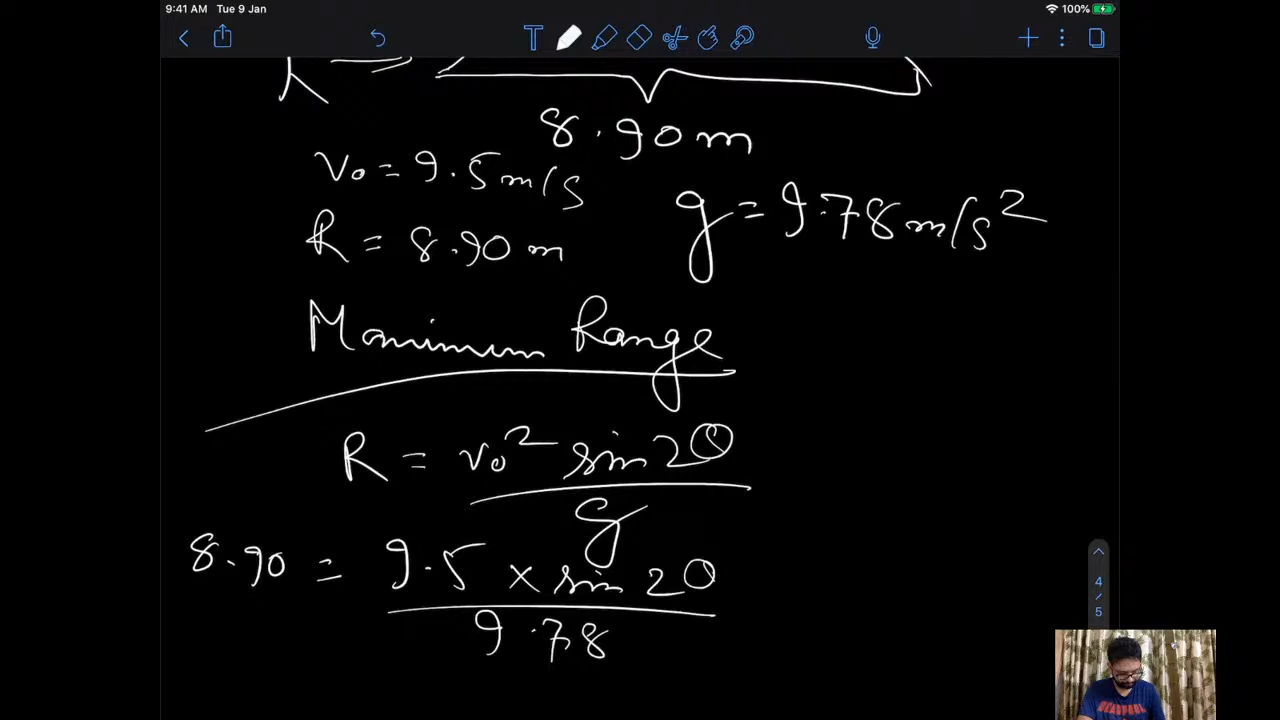 9:41 AM Tue 9 Jan
100%
R =
8.90 m
v₀ = 9.5 m/s
g = 9.78 m/s²
R = 8.90 m
Maximum Range
R = v₀² sin 2θ
g
8.90 = 9.5 × sin 2θ
9.78
4
/
5
DEADPOOL